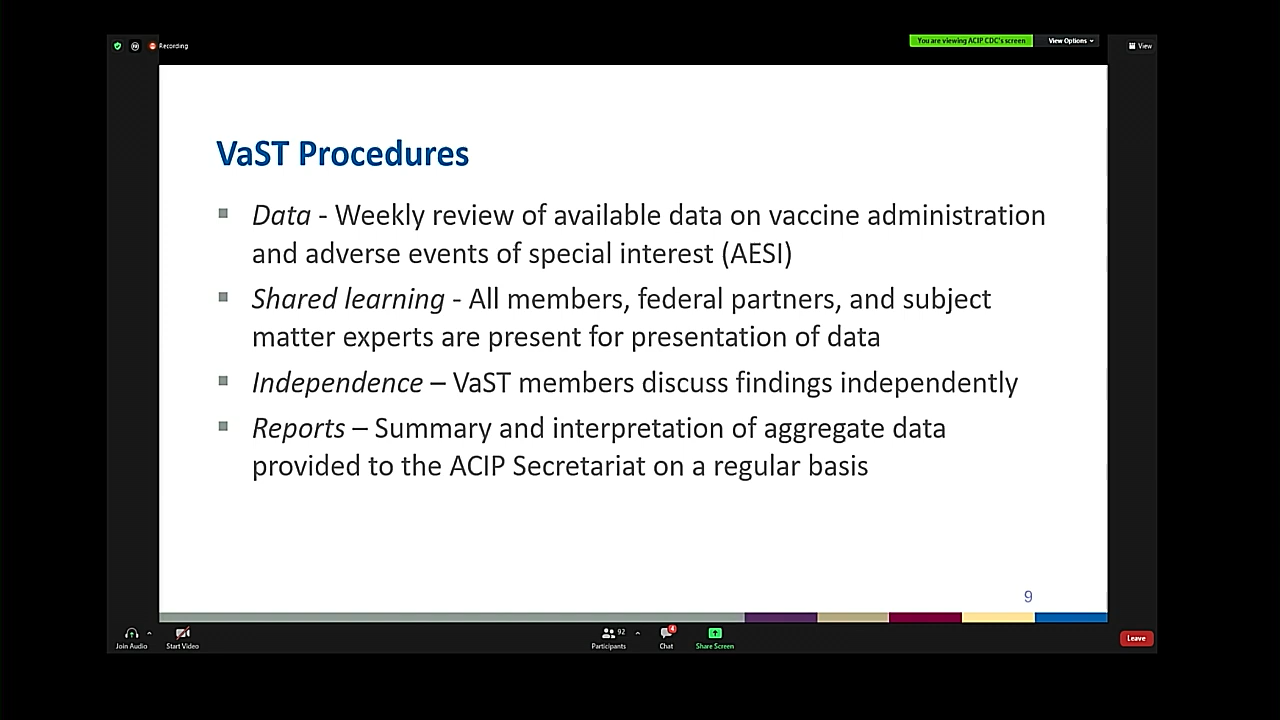 Recording
You are viewing ACIP CDC's screen
View Options
View
VaST Procedures
Data - Weekly review of available data on vaccine administration
and adverse events of special interest (AESI)
Shared learning - All members, federal partners, and subject
matter experts are present for presentation of data
Independence – VaST members discuss findings independently
Reports – Summary and interpretation of aggregate data
provided to the ACIP Secretariat on a regular basis
9
Join Audio
Start Video
92
Participants
4
Chat
Share Screen
Leave